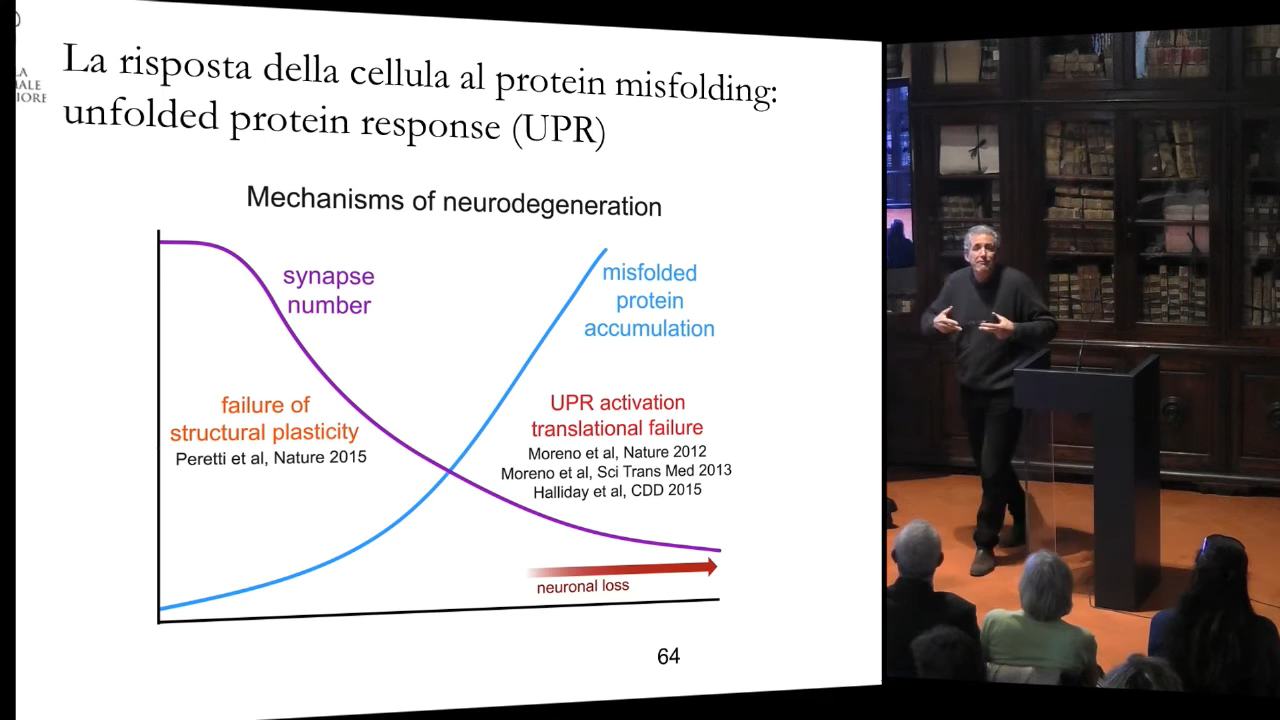 La risposta della cellula al protein misfolding:
unfolded protein response (UPR)
Mechanisms of neurodegeneration
synapse
number
misfolded
protein
accumulation
failure of
structural plasticity
Peretti et al, Nature 2015
UPR activation
translational failure
Moreno et al, Nature 2012
Moreno et al, Sci Trans Med 2013
Halliday et al, CDD 2015
neuronal loss
64